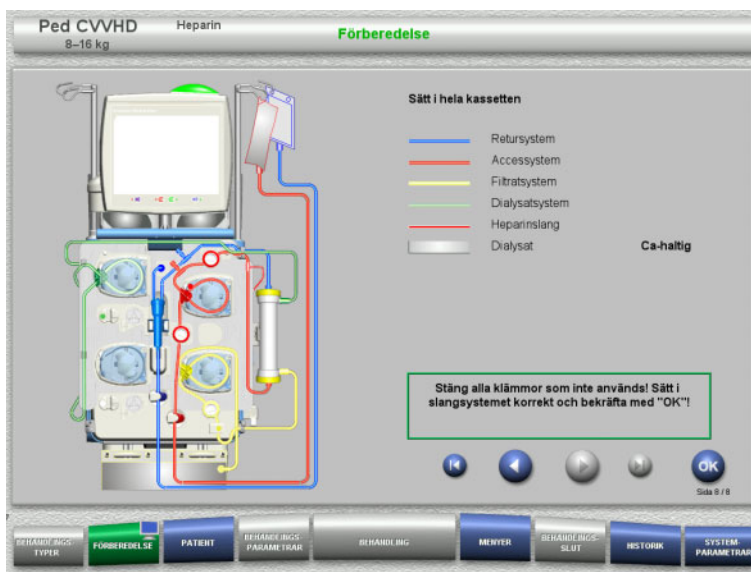 Ped CVVHD
Heparin
8–16 kg
Förberedelse
Sätt i hela kassetten
Retursystem
Accessystem
Filtratsystem
Dialysatsystem
Heparinslang
Dialysat Ca-haltig
Stäng alla klämmor som inte används! Sätt i
slangsystemet korrekt och bekräfta med "OK"!
OK
Sida 8 / 8
BEHANDLINGS-
TYPER
FÖRBEREDELSE
PATIENT
BEHANDLINGS-
PARAMETRAR
BEHANDLING
MENYER
BEHANDLINGS-
SLUT
HISTORIK
SYSTEM-
PARAMETRAR